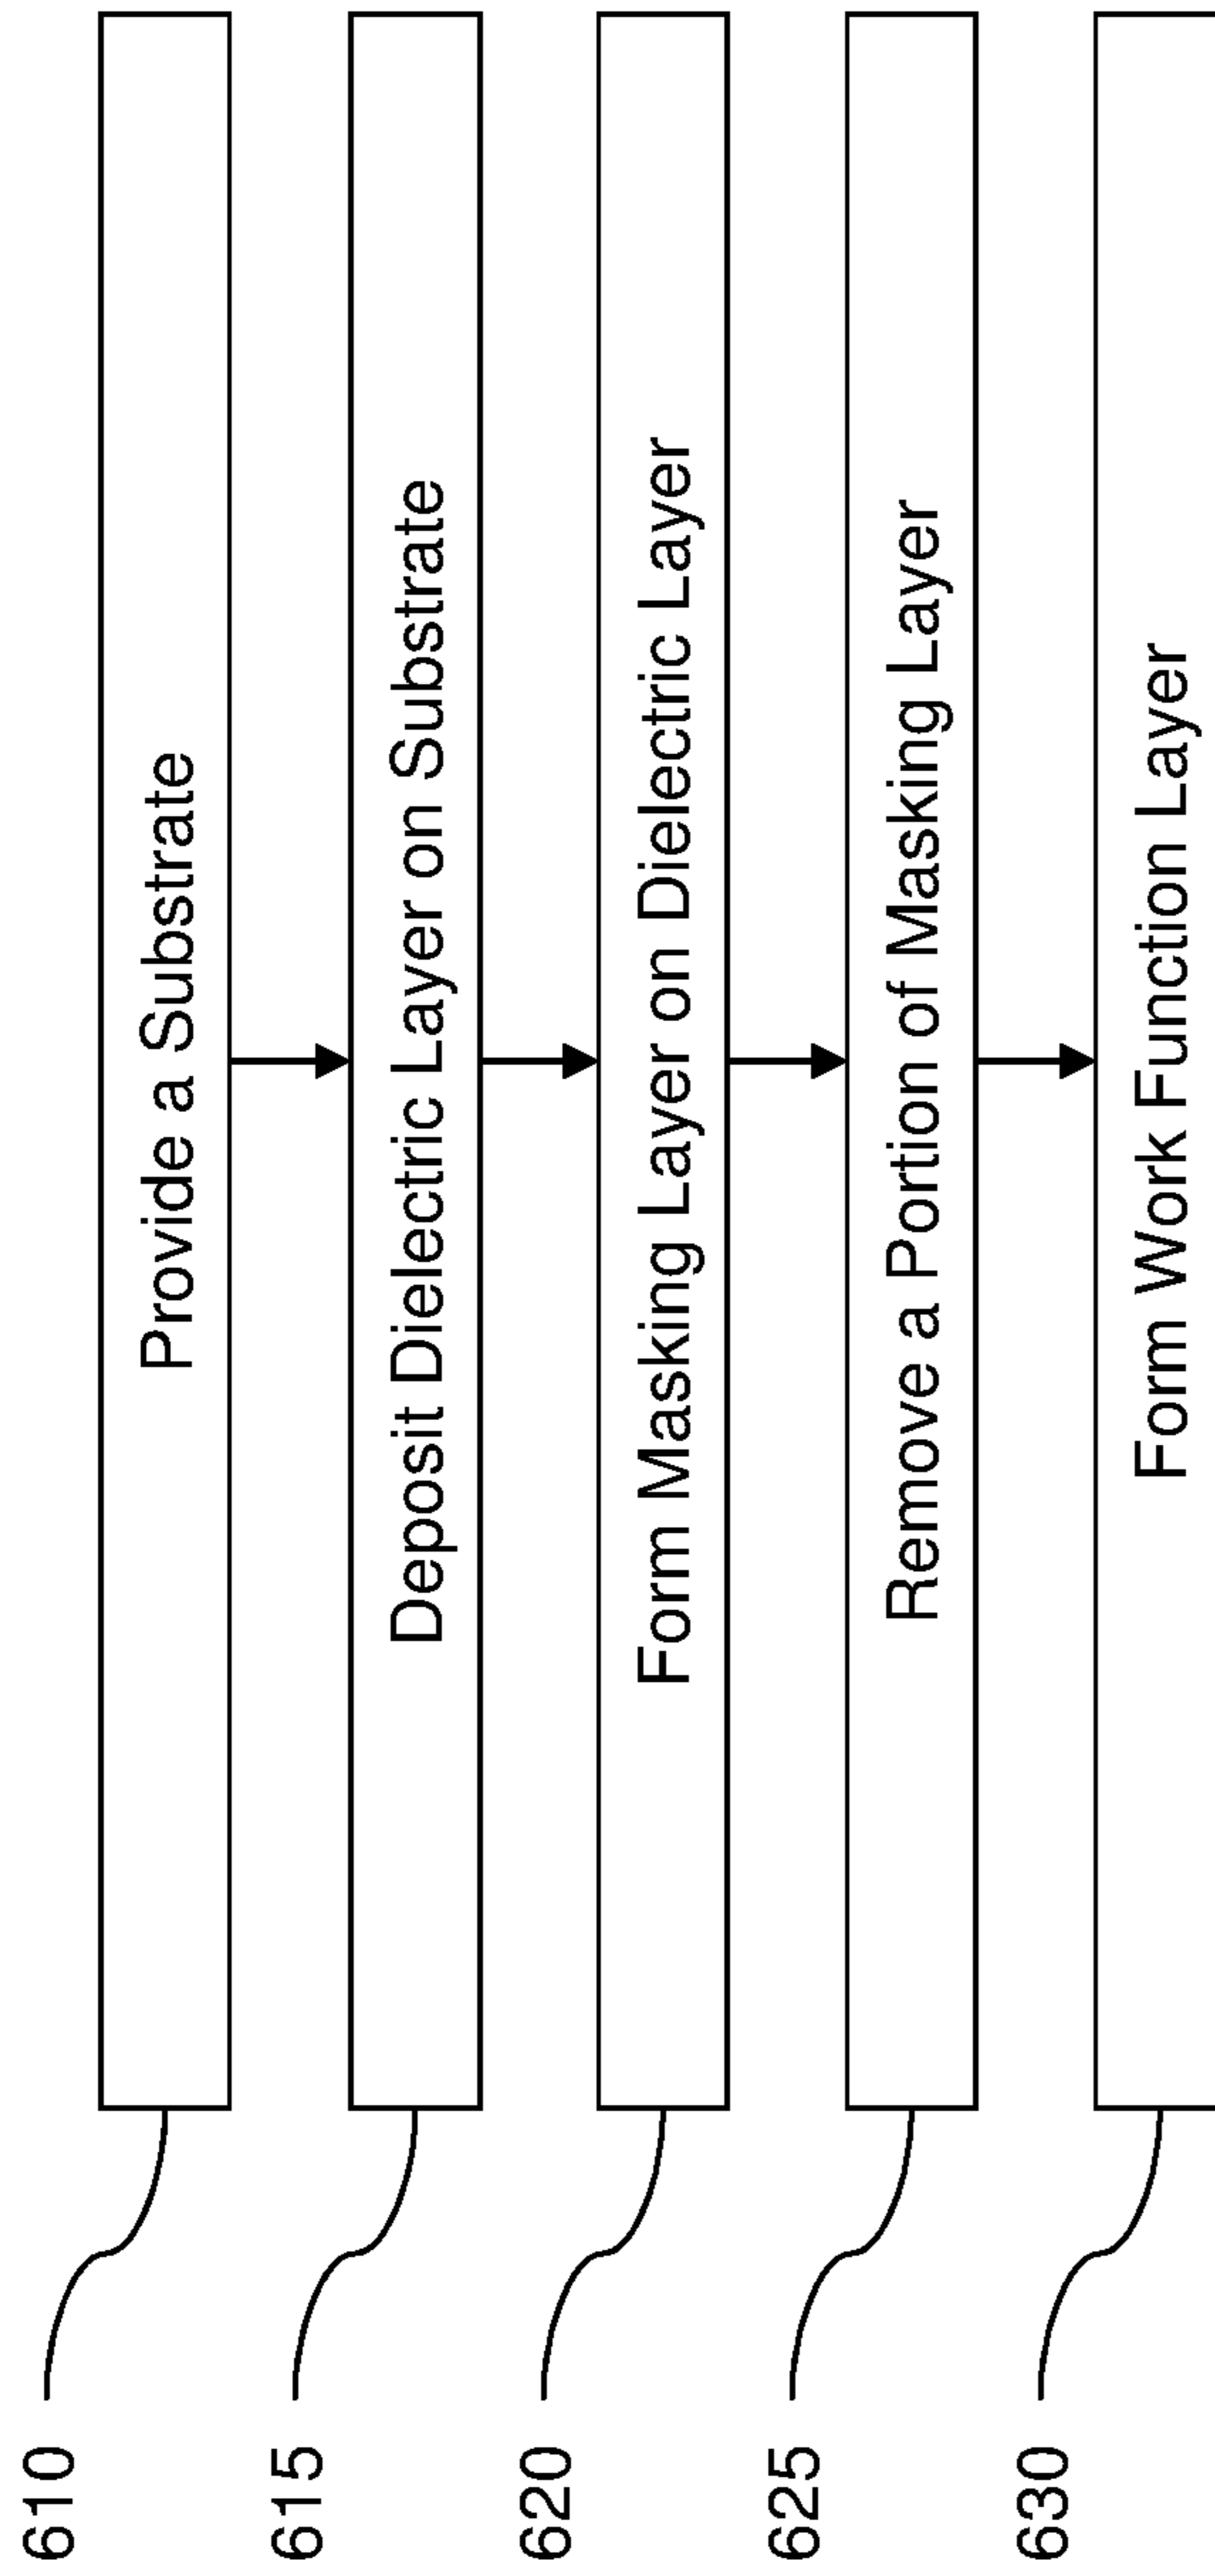 610
Provide a Substrate
615
Deposit Dielectric Layer on Substrate
620
Form Masking Layer on Dielectric Layer
625
Remove a Portion of Masking Layer
630
Form Work Function Layer